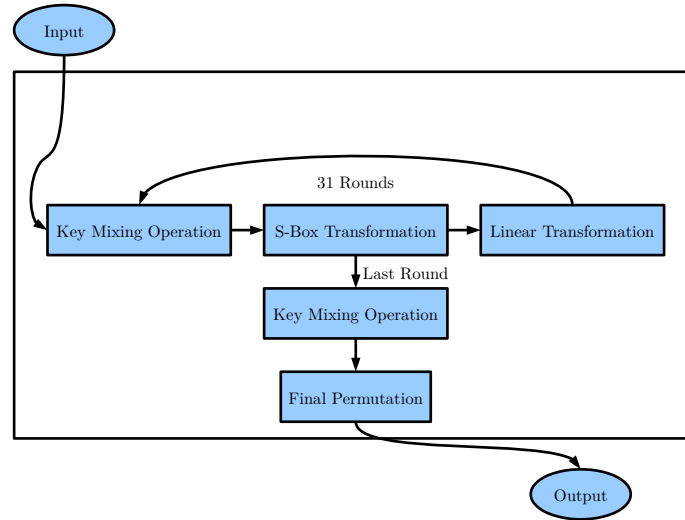 Input
31 Rounds
Key Mixing Operation
S-Box Transformation
Linear Transformation
Last Round
Key Mixing Operation
Final Permutation
Output